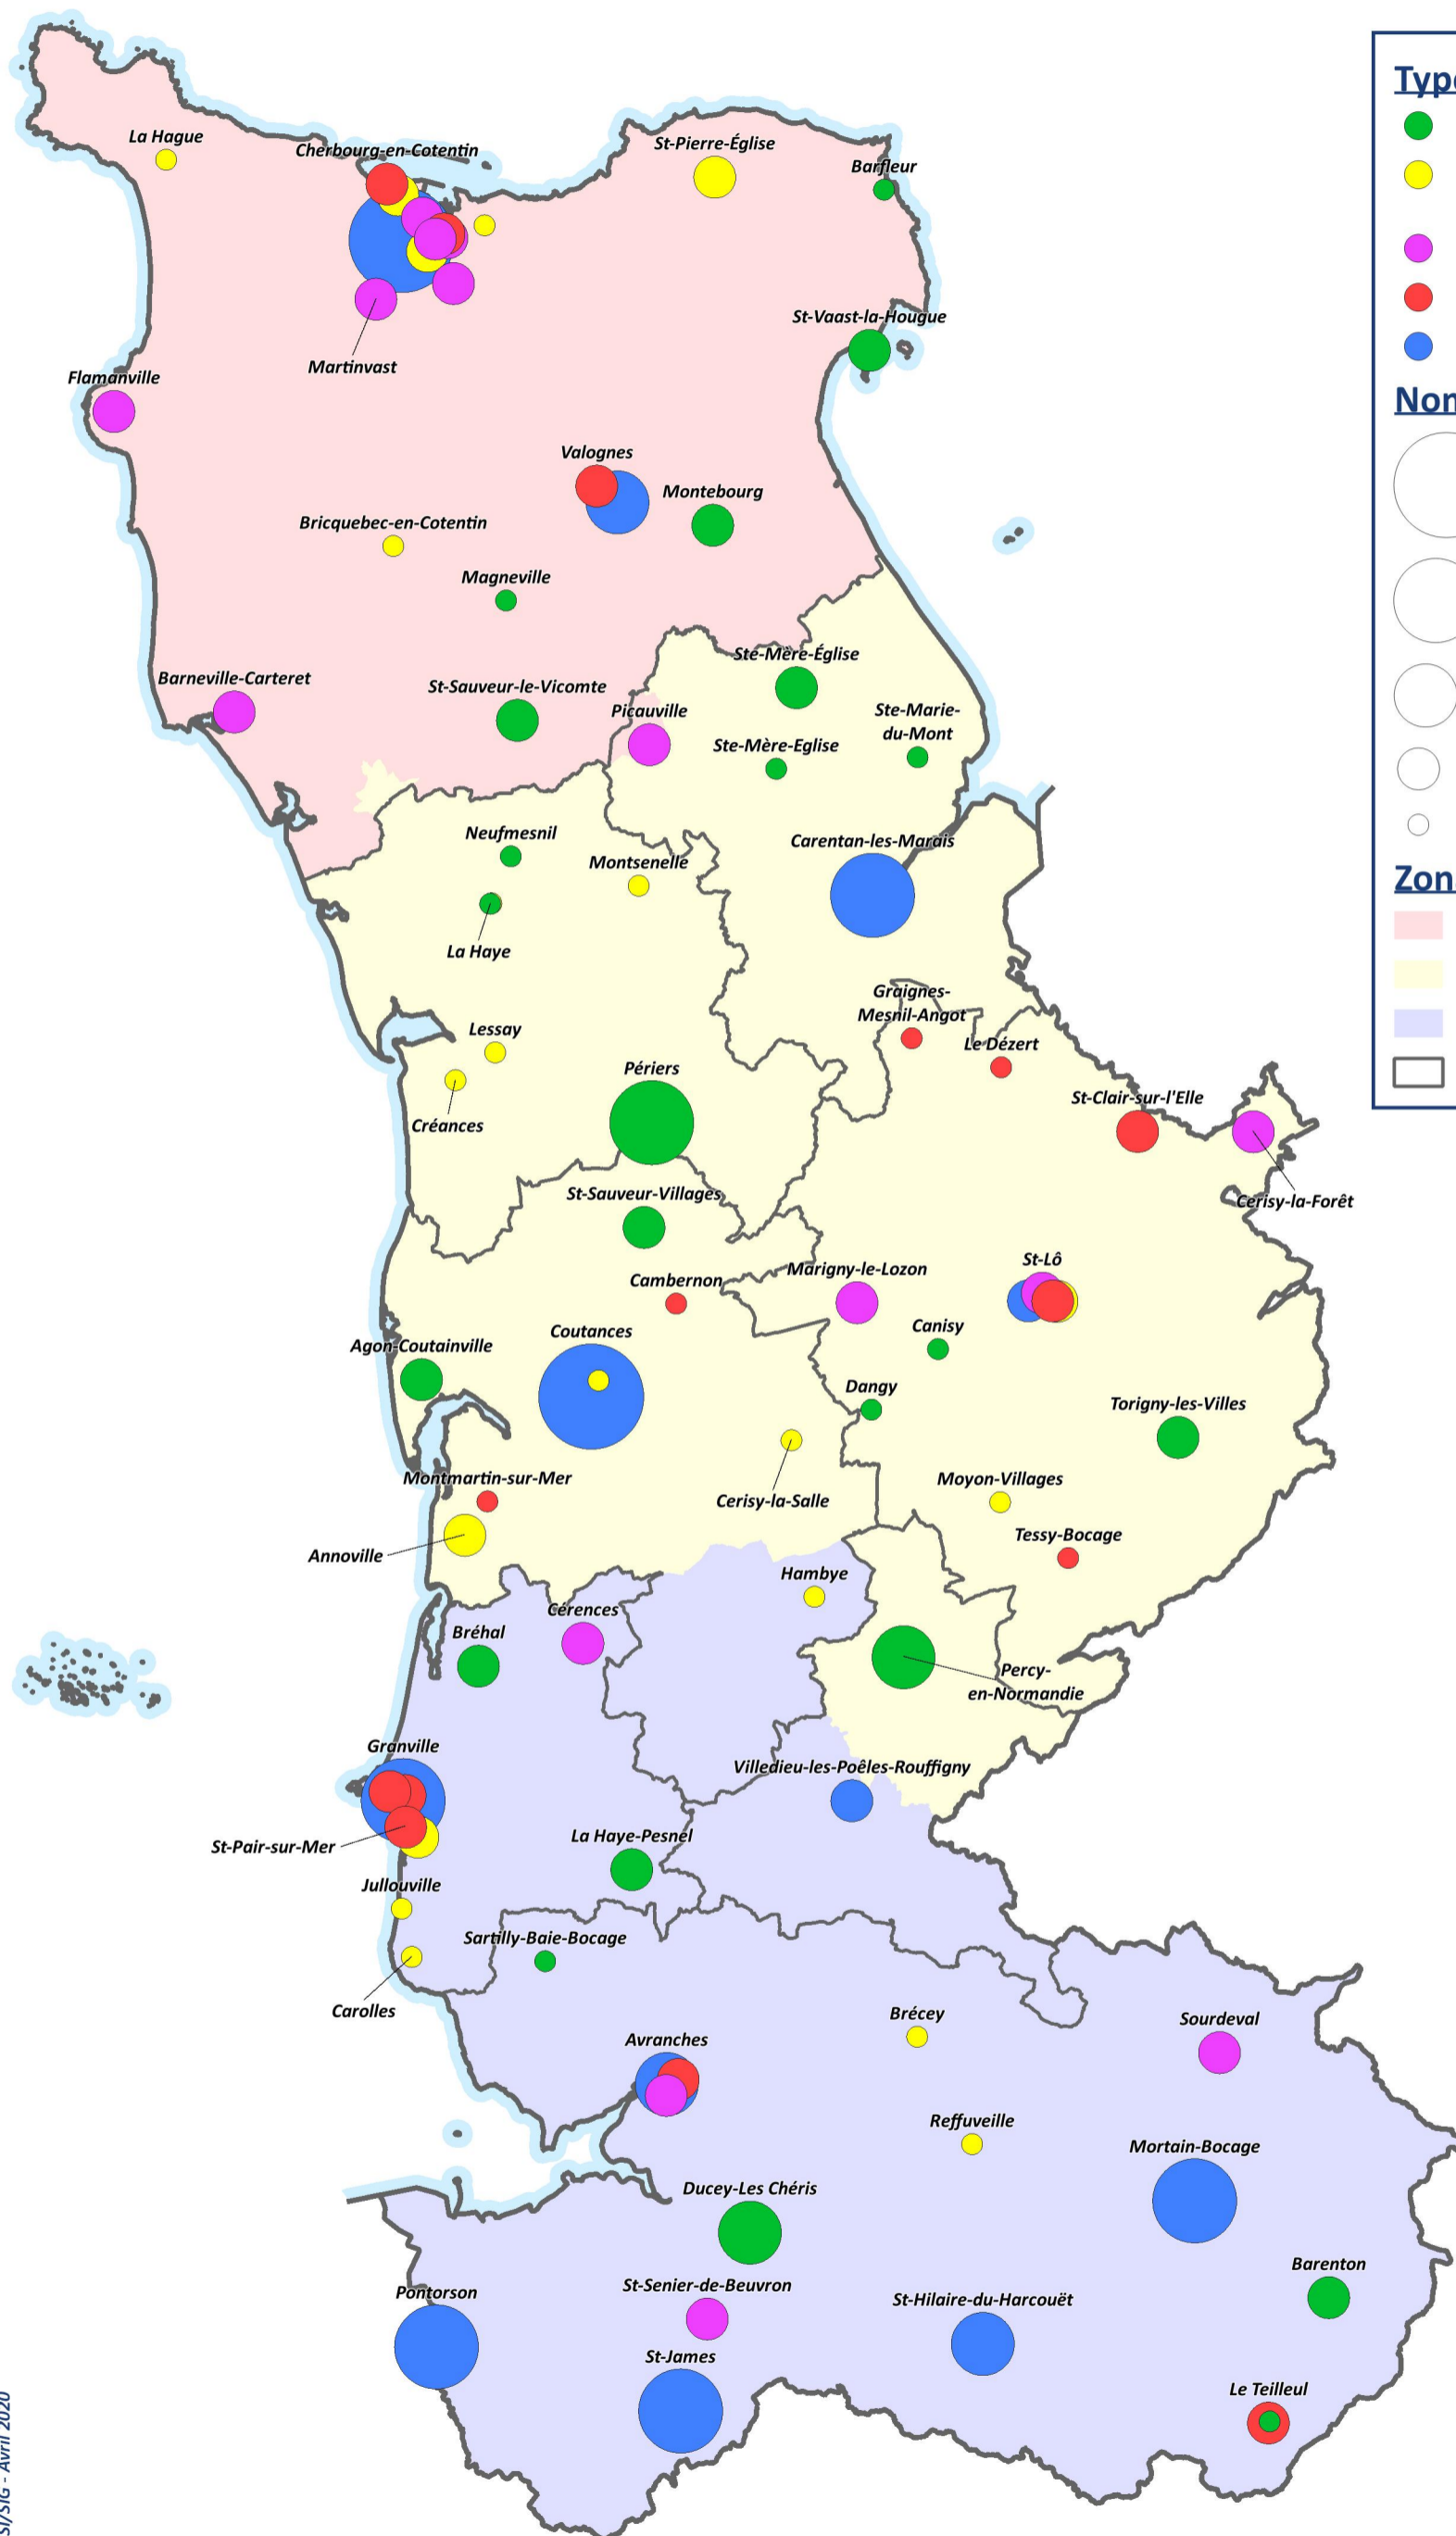 La Hague
Cherbourg-en-Cotentin
St-Pierre-Église
Barfleur
St-Vaast-la-Hougue
Martinvast
Flamanville
Valognes
Montebourg
Bricquebec-en-Cotentin
Magneville
Ste-Mère-Église
Barneville-Carteret
St-Sauveur-le-Vicomte
Picauville
Ste-Marie-
du-Mont
Ste-Mère-Eglise
Neufmesnil
Carentan-les-Marais
Montsenelle
La Haye
Graignes-
Mesnil-Angot
Lessay
Le Dézert
Périers
St-Clair-sur-l'Elle
Créances
St-Sauveur-Villages
Cerisy-la-Forêt
St-Lô
Marigny-le-Lozon
Cambernon
Canisy
Coutances
Agon-Coutainville
Dangy
Torigny-les-Villes
Montmartin-sur-Mer
Moyon-Villages
Cerisy-la-Salle
Tessy-Bocage
Annoville
Hambye
Cérences
Bréhal
Percy-
en-Normandie
Granville
Villedieu-les-Poêles-Rouffigny
La Haye-Pesnel
St-Pair-sur-Mer
Jullouville
Sartilly-Baie-Bocage
Carolles
Brécey
Sourdeval
Avranches
Reffuveille
Mortain-Bocage
Ducey-Les Chéris
Barenton
St-Senier-de-Beuvron
Pontorson
St-Hilaire-du-Harcouët
St-James
Le Teilleul
SI/SIG - Avril 2020
Typ
Non
Zon